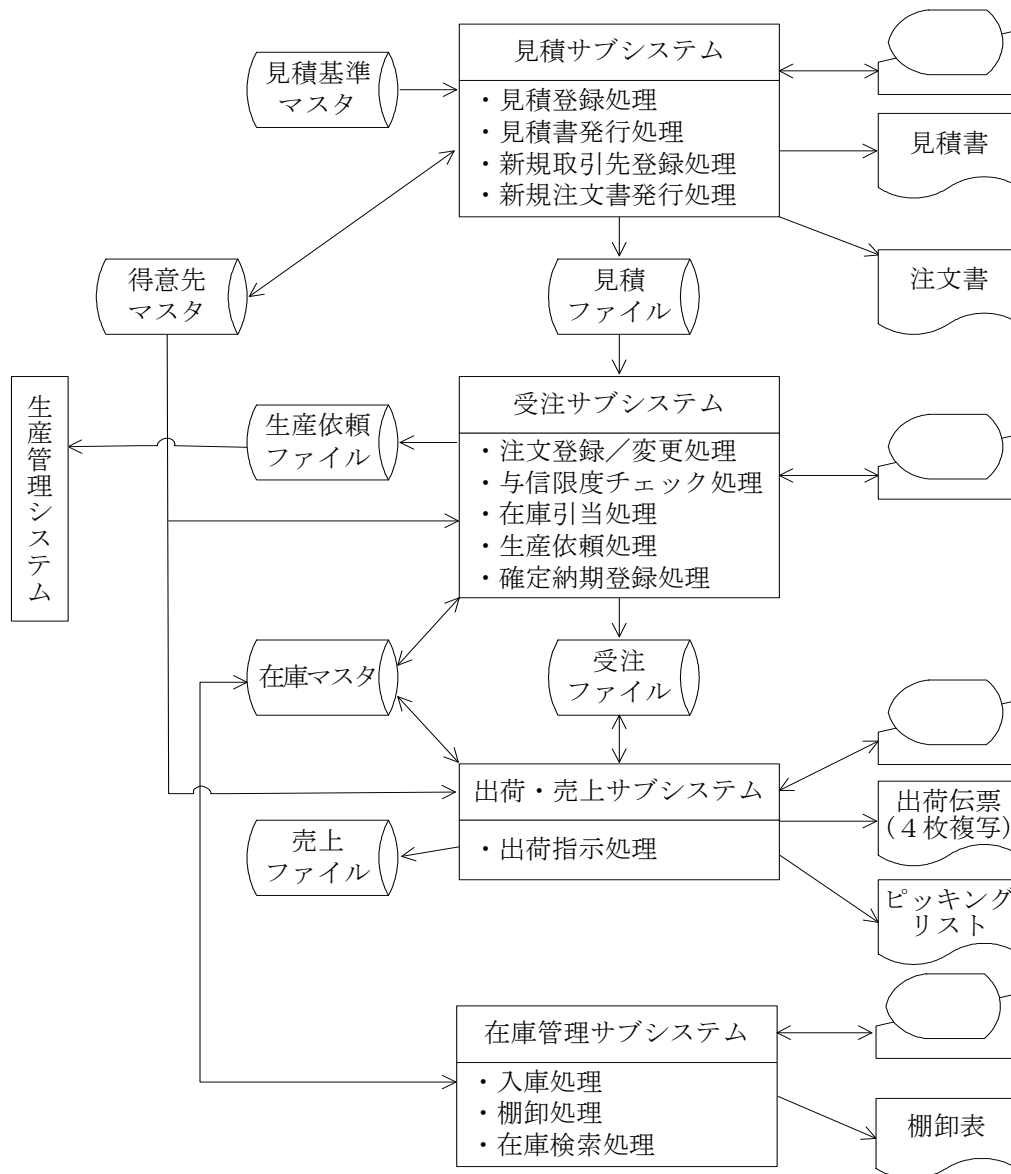 見積サブシステム
・見積登録処理
・見積書発行処理
・新規取引先登録処理
・新規注文書発行処理
見積基準
マスタ
見積書
注文書
得意先
マスタ
見積
ファイル
生産管理システム
生産依頼
ファイル
受注サブシステム
・注文登録／変更処理
・与信限度チェック処理
・在庫引当処理
・生産依頼処理
・確定納期登録処理
在庫マスタ
受注
ファイル
出荷・売上サブシステム
・出荷指示処理
売上
ファイル
出荷伝票
(４枚複写)
ピッキング
リスト
在庫管理サブシステム
・入庫処理
・棚卸処理
・在庫検索処理
棚卸表